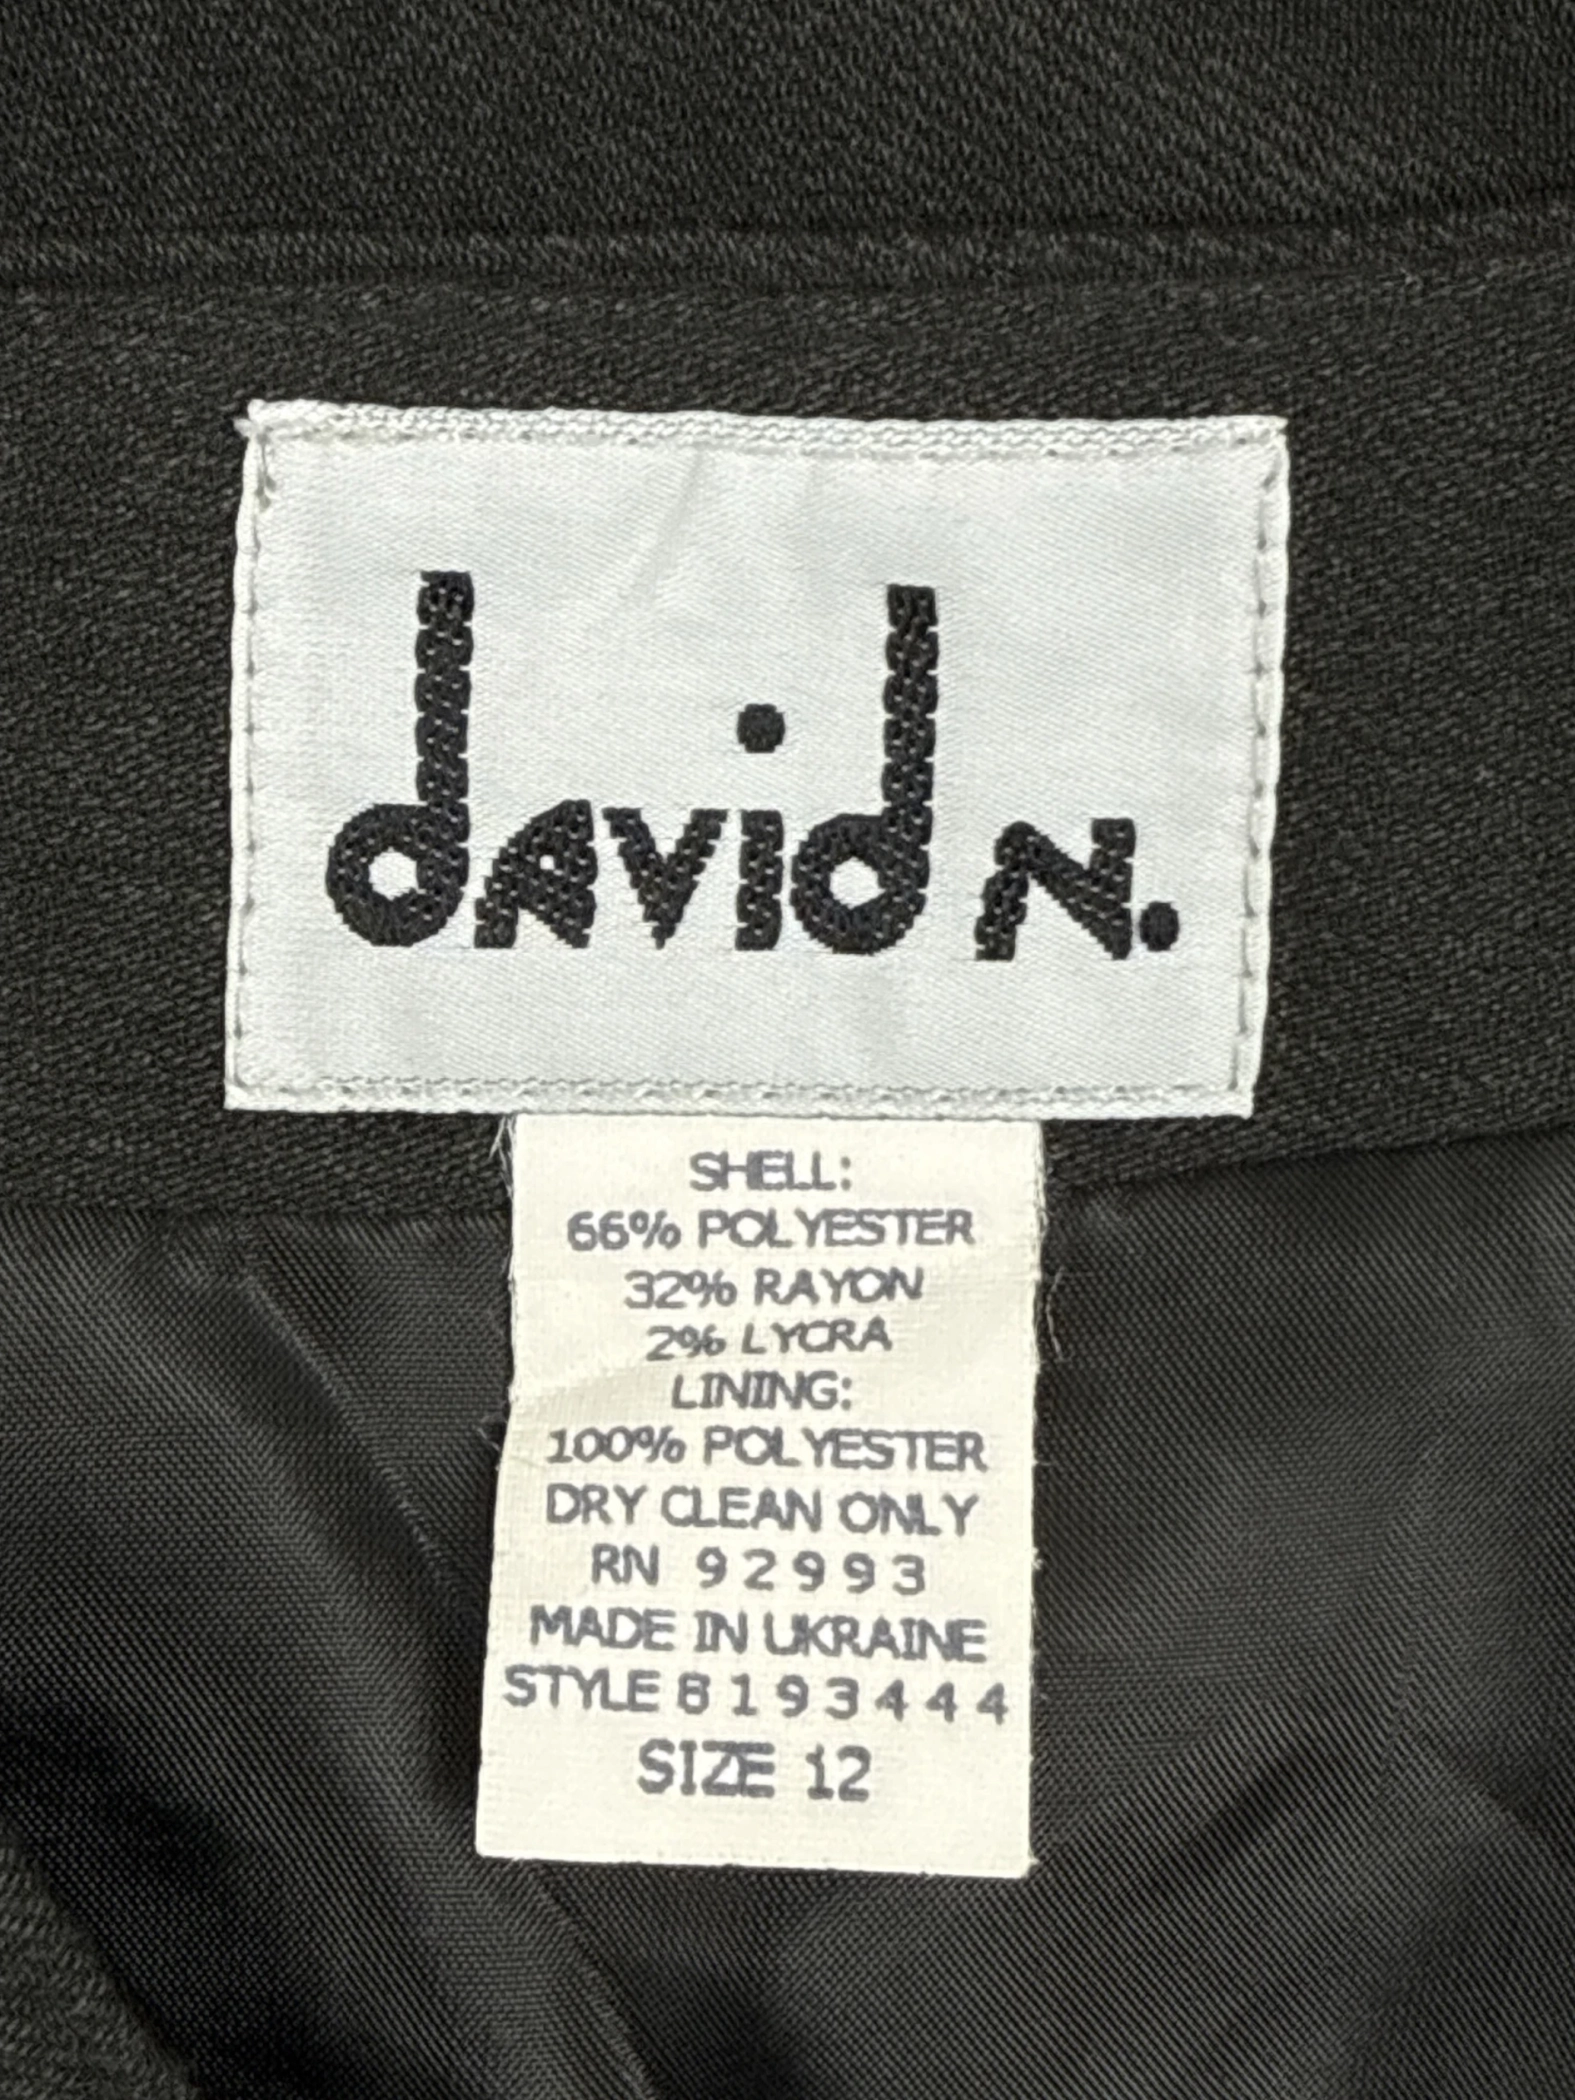 david N.
SHELL:
66% POLYESTER
32% RAYON
2% LYCRA
LINING:
100% POLYESTER
DRY CLEAN ONLY
RN 92993
MADE IN UKRAINE
STYLE 8193444
SIZE 12